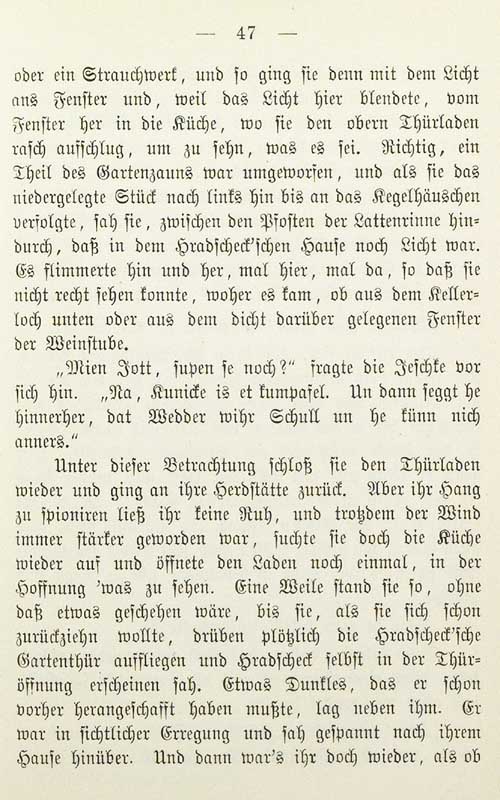 — 47 —
oder ein Strauchwerk, und so ging sie denn mit dem Licht
ans Fenster und, weil das Licht hier blendete, vom
Fenster her in die Küche, wo sie den obern Thürladen
rasch aufschlug, um zu sehn, was es sei. Richtig, ein
Theil des Gartenzauns war umgeworfen, und als sie das
niedergelegte Stück nach links hin bis an das Kegelhäuschen
verfolgte, sah sie, zwischen den Pfosten der Lattenrinne hin-
durch, daß in dem Hradscheck'schen Hause noch Licht war.
Es flimmerte hin und her, mal hier, mal da, so daß sie
nicht recht sehen konnte, woher es kam, ob aus dem Keller-
loch unten oder aus dem dicht darüber gelegenen Fenster
der Weinstube.
„Mien Jott, supen se noch?“ fragte die Jeschke vor
sich hin. „Na, Kunicke is et kumpafel. Un dann seggt he
hinnerher, dat Wedder wihr Schull un he künn nich
anners.“
Unter dieser Betrachtung schloß sie den Thürladen
wieder und ging an ihre Herdstätte zurück. Aber ihr Hang
zu spioniren ließ ihr keine Ruh, und trotzdem der Wind
immer stärker geworden war, suchte sie doch die Küche
wieder auf und öffnete den Laden noch einmal, in der
Hoffnung 'was zu sehen. Eine Weile stand sie so, ohne
daß etwas geschehen wäre, bis sie, als sie sich schon
zurückziehn wollte, drüben plötzlich die Hradscheck'sche
Gartenthür auffliegen und Hradscheck selbst in der Thür-
öffnung erscheinen sah. Etwas Dunkles, das er schon
vorher herangeschafft haben mußte, lag neben ihm. Er
war in sichtlicher Erregung und sah gespannt nach ihrem
Hause hinüber. Und dann war's ihr doch wieder, als ob